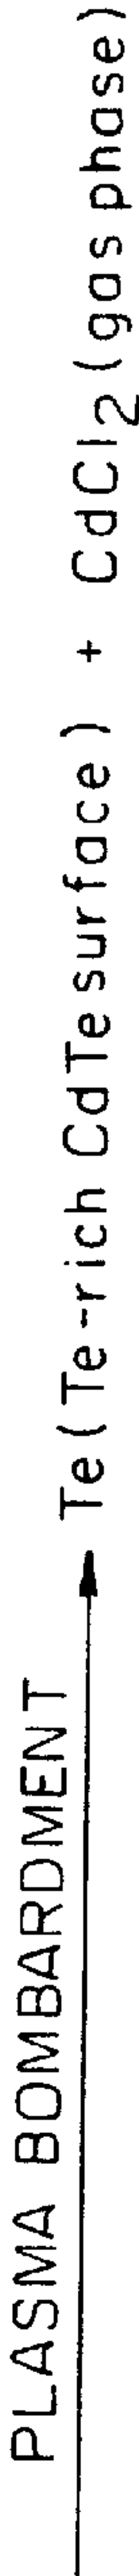 PLASMA BOMBARDMENT
Te(Te-rich CdTe surface) + CdCl2(gas phase)